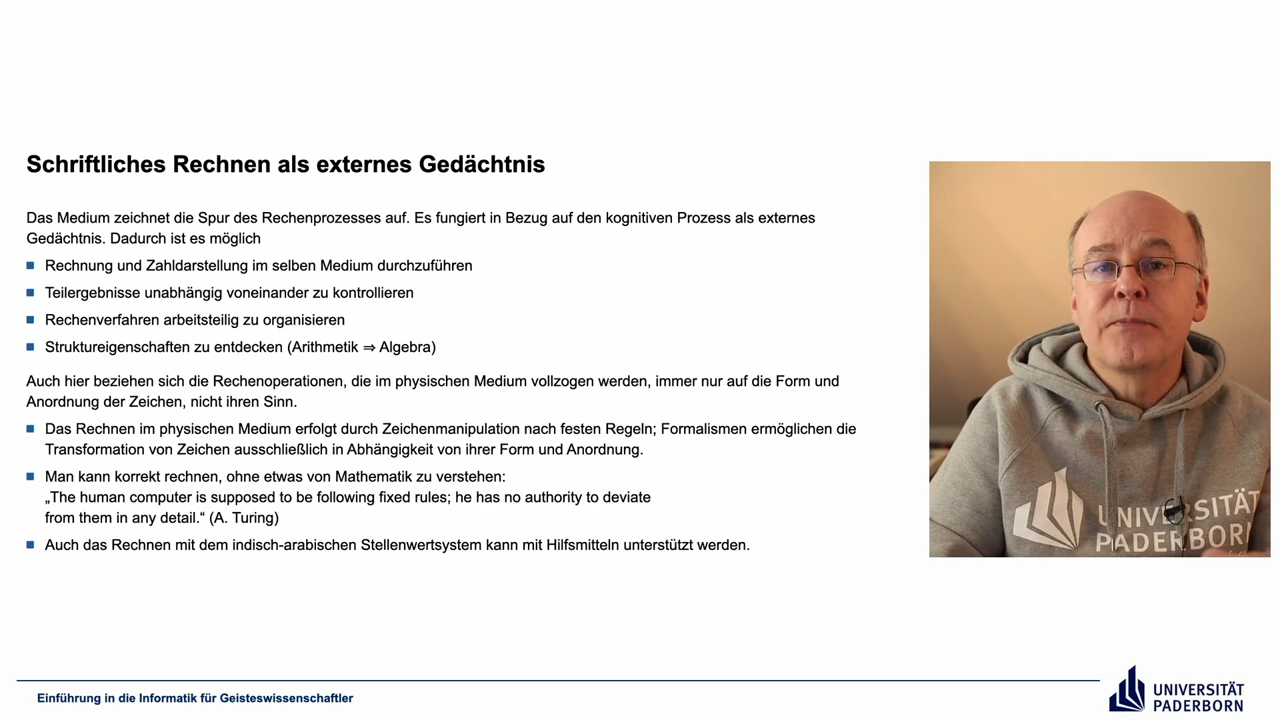 Schriftliches Rechnen als externes Gedächtnis
Das Medium zeichnet die Spur des Rechenprozesses auf. Es fungiert in Bezug auf den kognitiven Prozess als externes
Gedächtnis. Dadurch ist es möglich
Rechnung und Zahldarstellung im selben Medium durchzuführen
Teilergebnisse unabhängig voneinander zu kontrollieren
Rechenverfahren arbeitsteilig zu organisieren
Struktureigenschaften zu entdecken (Arithmetik ⇒ Algebra)
Auch hier beziehen sich die Rechenoperationen, die im physischen Medium vollzogen werden, immer nur auf die Form und
Anordnung der Zeichen, nicht ihren Sinn.
Das Rechnen im physischen Medium erfolgt durch Zeichenmanipulation nach festen Regeln; Formalismen ermöglichen die
Transformation von Zeichen ausschließlich in Abhängigkeit von ihrer Form und Anordnung.
Man kann korrekt rechnen, ohne etwas von Mathematik zu verstehen:
„The human computer is supposed to be following fixed rules; he has no authority to deviate
from them in any detail.“ (A. Turing)
Auch das Rechnen mit dem indisch-arabischen Stellenwertsystem kann mit Hilfsmitteln unterstützt werden.
UNIVERSITÄT
PADERBORN
Einführung in die Informatik für Geisteswissenschaftler
UNIVERSITÄT
PADERBORN